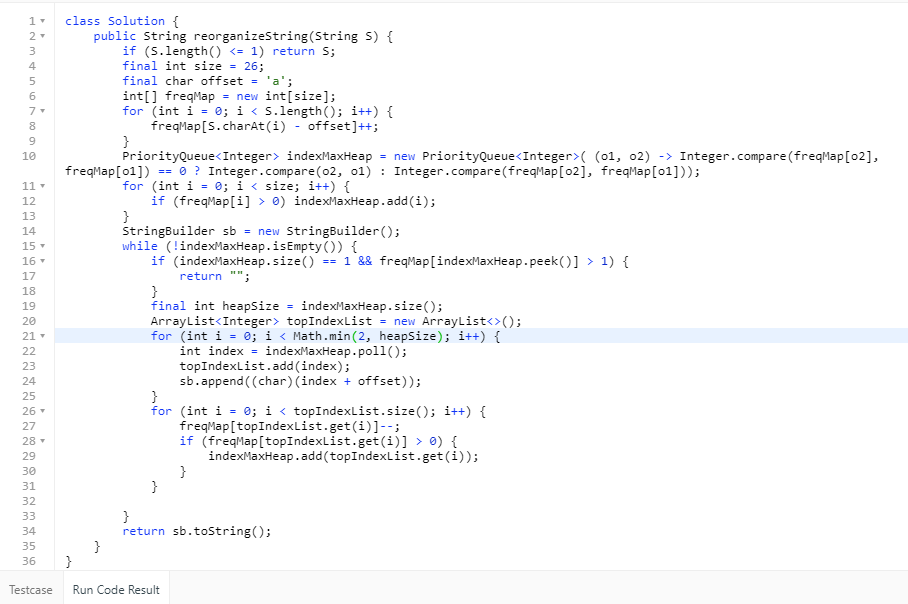 1 class Solution {
2     public String reorganizeString(String S) {
3         if (S.length() <= 1) return S;
4         final int size = 26;
5         final char offset = 'a';
6         int[] freqMap = new int[size];
7         for (int i = 0; i < S.length(); i++) {
8             freqMap[S.charAt(i) - offset]++;
9         }
10         PriorityQueue<Integer> indexMaxHeap = new PriorityQueue<Integer>( (o1, o2) -> Integer.compare(freqMap[o2],
freqMap[o1]) == 0 ? Integer.compare(o2, o1) : Integer.compare(freqMap[o2], freqMap[o1]));
11         for (int i = 0; i < size; i++) {
12             if (freqMap[i] > 0) indexMaxHeap.add(i);
13         }
14         StringBuilder sb = new StringBuilder();
15         while (!indexMaxHeap.isEmpty()) {
16             if (indexMaxHeap.size() == 1 && freqMap[indexMaxHeap.peek()] > 1) {
17                 return "";
18             }
19             final int heapSize = indexMaxHeap.size();
20             ArrayList<Integer> topIndexList = new ArrayList<>();
21             for (int i = 0; i < Math.min(2, heapSize); i++) {
22                 int index = indexMaxHeap.poll();
23                 topIndexList.add(index);
24                 sb.append((char)(index + offset));
25             }
26             for (int i = 0; i < topIndexList.size(); i++) {
27                 freqMap[topIndexList.get(i)]--;
28                 if (freqMap[topIndexList.get(i)] > 0) {
29                     indexMaxHeap.add(topIndexList.get(i));
30                 }
31             }
32
33         }
34         return sb.toString();
35     }
36 }
Testcase Run Code Result